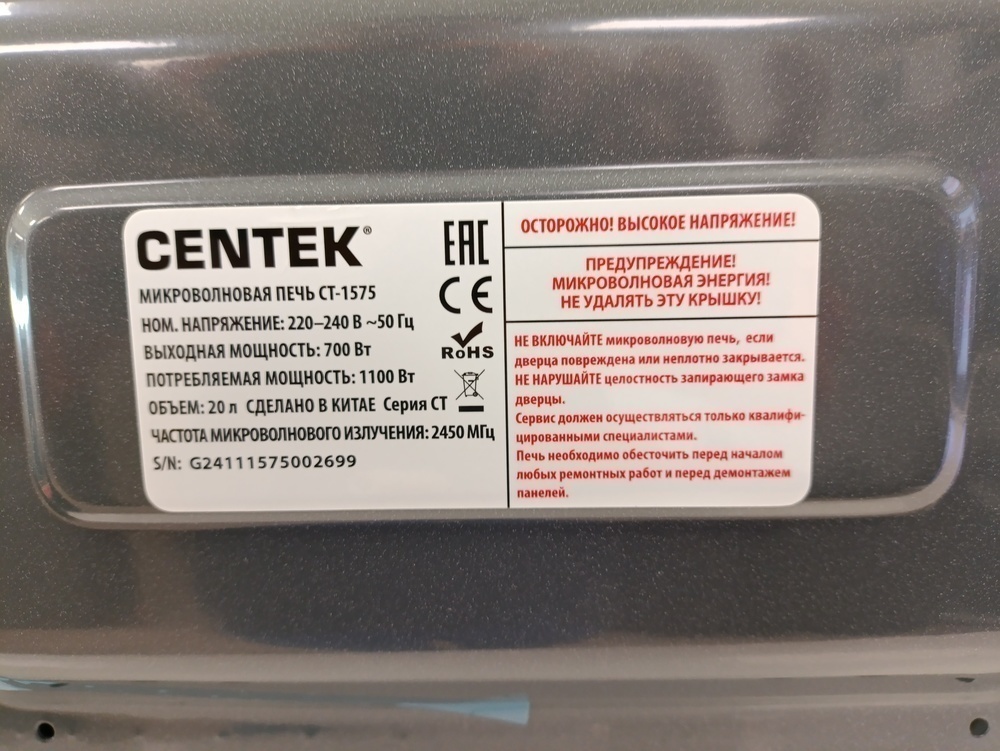 CENTEK®
МИКРОВОЛНОВАЯ ПЕЧЬ СТ-1575
НОМ. НАПРЯЖЕНИЕ: 220–240 В ~50 Гц
ВЫХОДНАЯ МОЩНОСТЬ: 700 Вт
ПОТРЕБЛЯЕМАЯ МОЩНОСТЬ: 1100 Вт
ОБЪЕМ: 20 л СДЕЛАНО В КИТАЕ Серия СТ
ЧАСТОТА МИКРОВОЛНОВОГО ИЗЛУЧЕНИЯ: 2450 МГц
S/N: G24111575002699
EAC
CE
RoHS
ОСТОРОЖНО! ВЫСОКОЕ НАПРЯЖЕНИЕ!
ПРЕДУПРЕЖДЕНИЕ!
МИКРОВОЛНОВАЯ ЭНЕРГИЯ!
НЕ УДАЛЯТЬ ЭТУ КРЫШКУ!
НЕ ВКЛЮЧАЙТЕ микроволновую печь, если
дверца повреждена или неплотно закрывается.
НЕ НАРУШАЙТЕ целостность запирающего замка
дверцы.
Сервис должен осуществляться только квалифи-
цированными специалистами.
Печь необходимо обесточить перед началом
любых ремонтных работ и перед демонтажем
панелей.